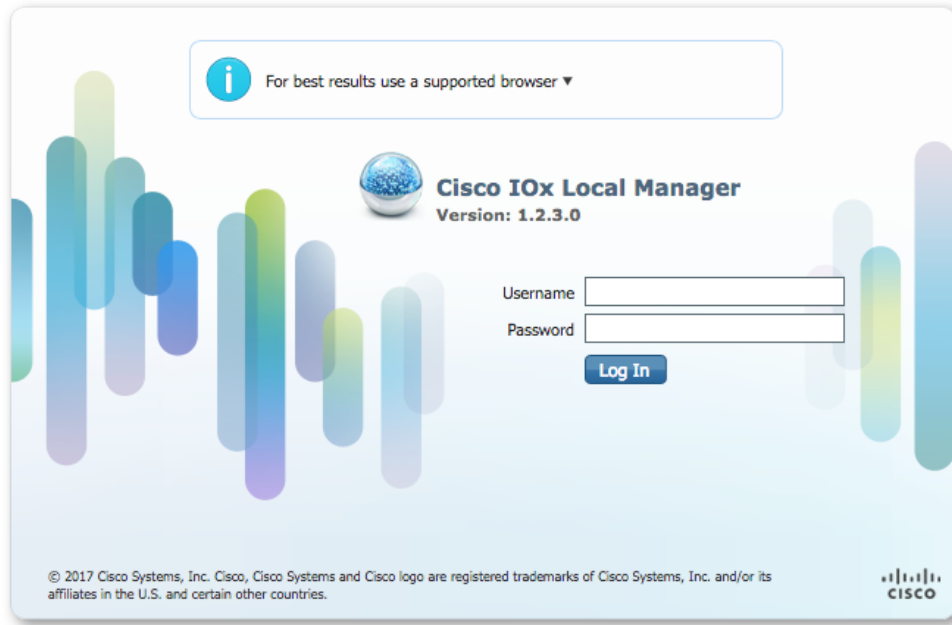 For best results use a supported browser ▼
Cisco IOx Local Manager
Version: 1.2.3.0
Username
Password
Log In
© 2017 Cisco Systems, Inc. Cisco, Cisco Systems and Cisco logo are registered trademarks of Cisco Systems, Inc. and/or its
affiliates in the U.S. and certain other countries.
CISCO